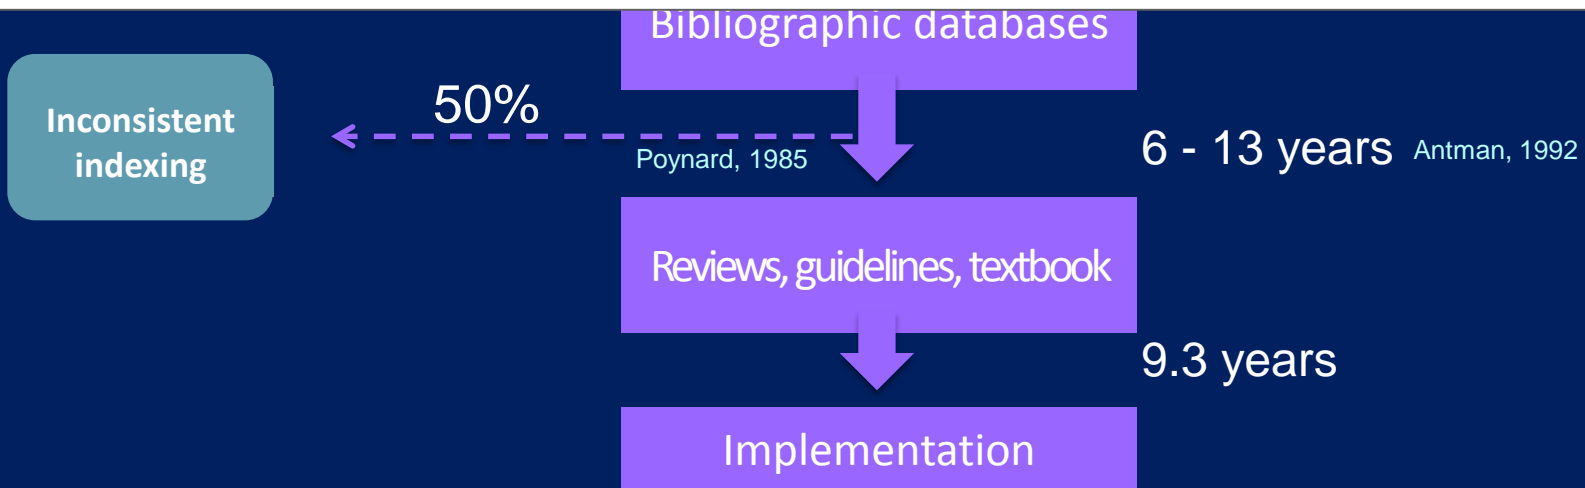 Bibliographic databases
50%
Inconsistent
indexing
Poynard, 1985
6 - 13 years Antman, 1992
Reviews, guidelines, textbook
9.3 years
Implementation